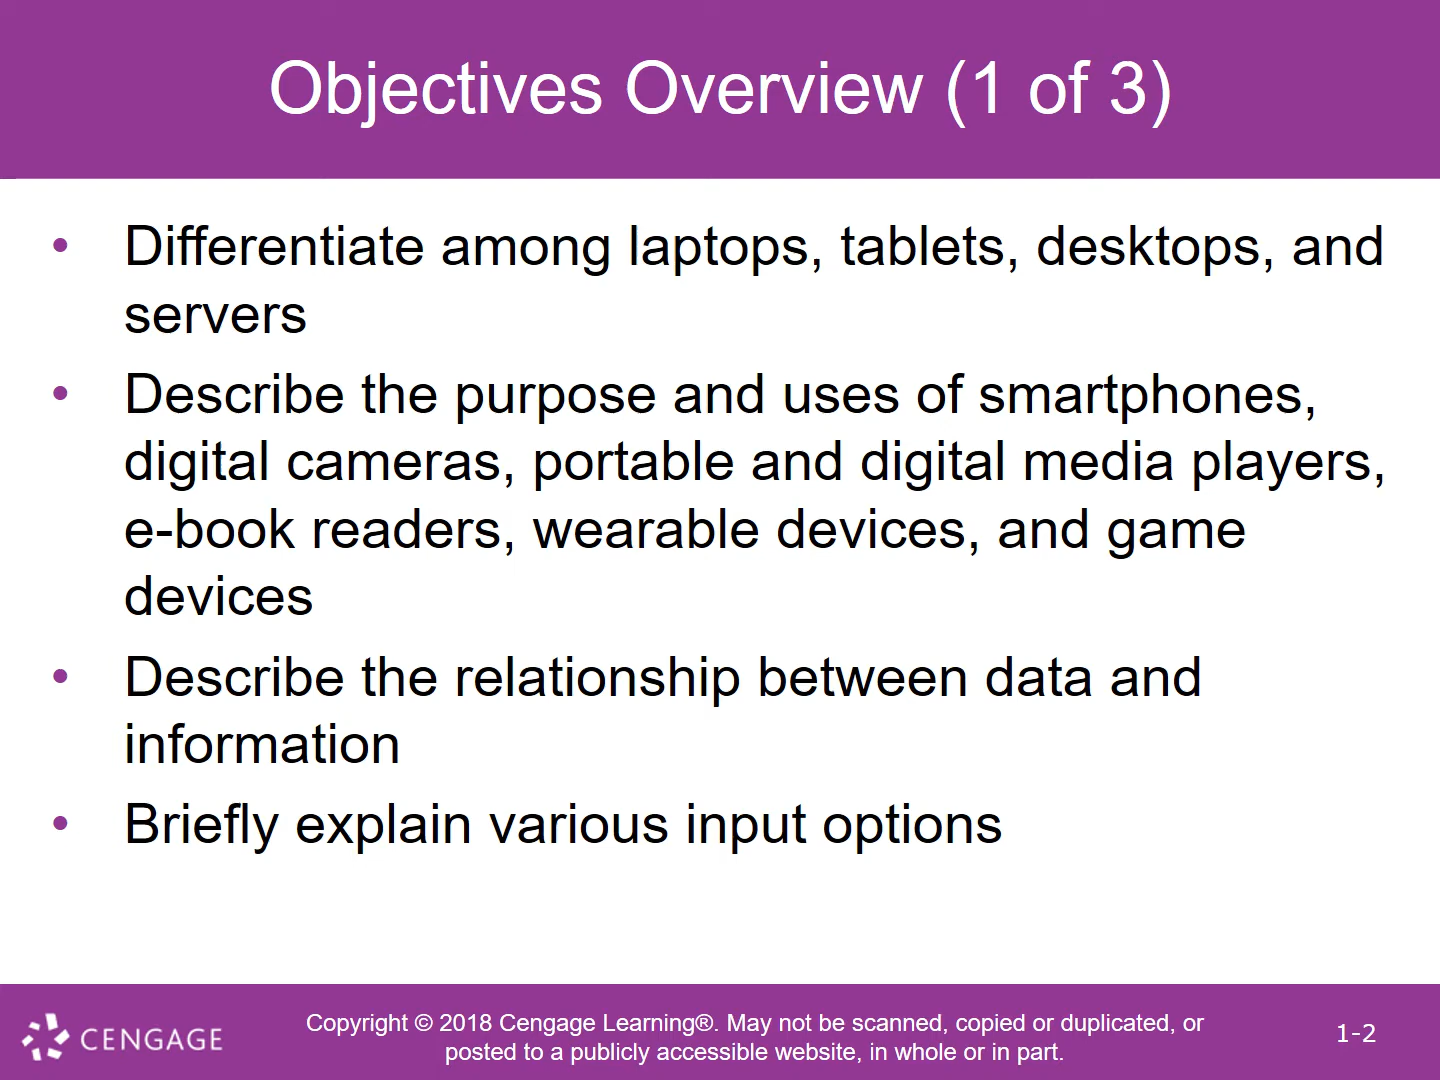 Objectives Overview (1 of 3)
• Differentiate among laptops, tablets, desktops, and
servers
• Describe the purpose and uses of smartphones,
digital cameras, portable and digital media players,
e-book readers, wearable devices, and game
devices
• Describe the relationship between data and
information
• Briefly explain various input options
CENGAGE
Copyright © 2018 Cengage Learning®. May not be scanned, copied or duplicated, or
posted to a publicly accessible website, in whole or in part.
1-2